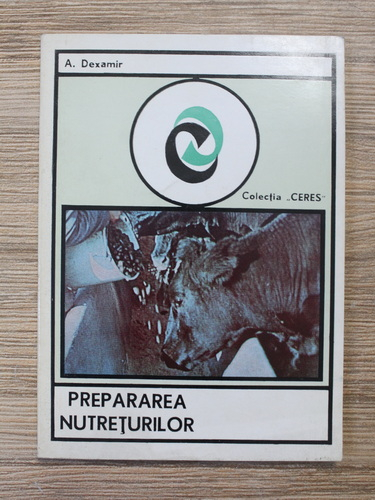 A. Dexamir
Colecția „CERES"
PREPARAREA
NUTREȚURILOR